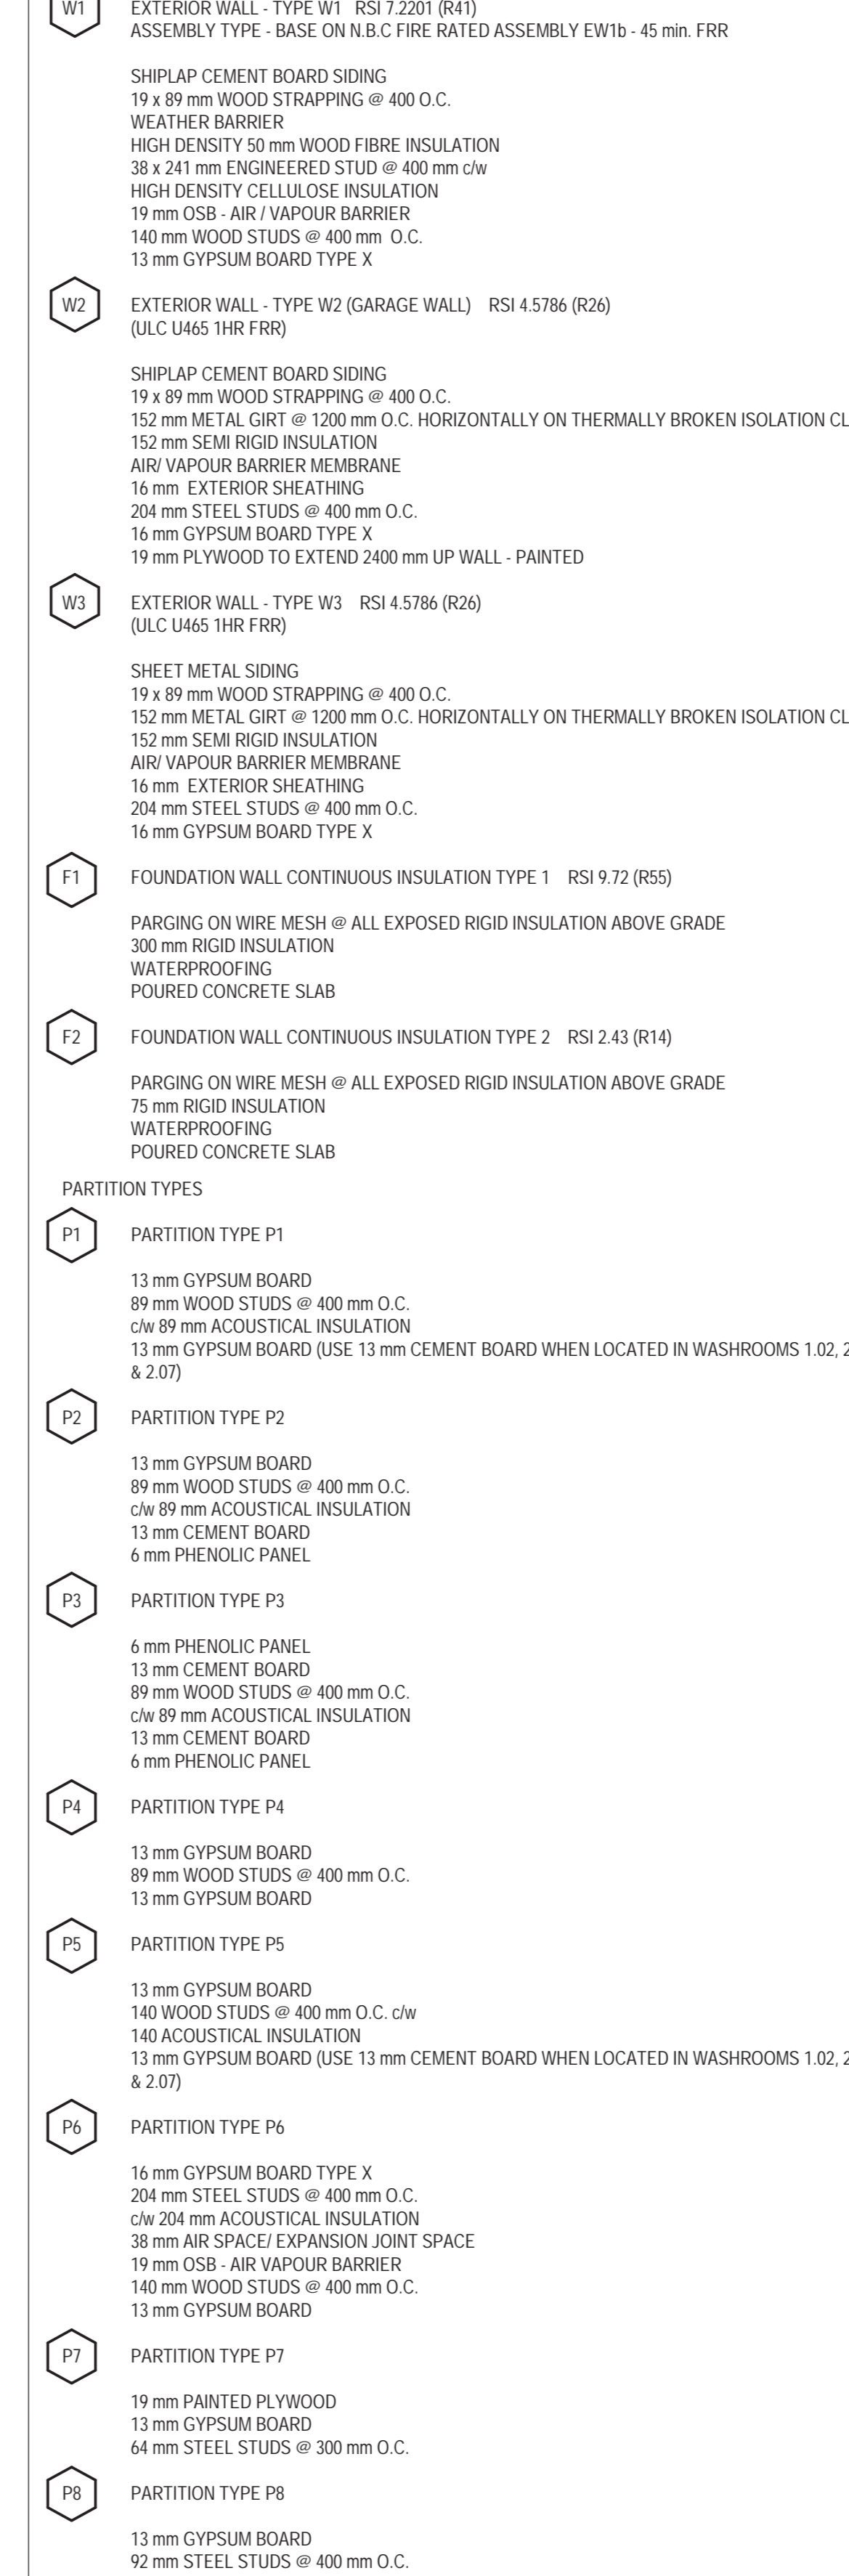 W1 EXTERIOR WALL - TYPE W1 RSI 7.2201 (R41)
ASSEMBLY TYPE - BASE ON N.B.C FIRE RATED ASSEMBLY EW1b - 45 min. FRR
SHIPLAP CEMENT BOARD SIDING
19 x 89 mm WOOD STRAPPING @ 400 O.C.
WEATHER BARRIER
HIGH DENSITY 50 mm WOOD FIBRE INSULATION
38 x 241 mm ENGINEERED STUD @ 400 mm c/w
HIGH DENSITY CELLULOSE INSULATION
19 mm OSB - AIR / VAPOUR BARRIER
140 mm WOOD STUDS @ 400 mm O.C.
13 mm GYPSUM BOARD TYPE X
W2 EXTERIOR WALL - TYPE W2 (GARAGE WALL) RSI 4.5786 (R26)
(ULC U465 1HR FRR)
SHIPLAP CEMENT BOARD SIDING
19 x 89 mm WOOD STRAPPING @ 400 O.C.
152 mm METAL GIRT @ 1200 mm O.C. HORIZONTALLY ON THERMALLY BROKEN ISOLATION CL
152 mm SEMI RIGID INSULATION
AIR/ VAPOUR BARRIER MEMBRANE
16 mm EXTERIOR SHEATHING
204 mm STEEL STUDS @ 400 mm O.C.
16 mm GYPSUM BOARD TYPE X
19 mm PLYWOOD TO EXTEND 2400 mm UP WALL - PAINTED
W3 EXTERIOR WALL - TYPE W3 RSI 4.5786 (R26)
(ULC U465 1HR FRR)
SHEET METAL SIDING
19 x 89 mm WOOD STRAPPING @ 400 O.C.
152 mm METAL GIRT @ 1200 mm O.C. HORIZONTALLY ON THERMALLY BROKEN ISOLATION CL
152 mm SEMI RIGID INSULATION
AIR/ VAPOUR BARRIER MEMBRANE
16 mm EXTERIOR SHEATHING
204 mm STEEL STUDS @ 400 mm O.C.
16 mm GYPSUM BOARD TYPE X
F1 FOUNDATION WALL CONTINUOUS INSULATION TYPE 1 RSI 9.72 (R55)
PARGING ON WIRE MESH @ ALL EXPOSED RIGID INSULATION ABOVE GRADE
300 mm RIGID INSULATION
WATERPROOFING
POURED CONCRETE SLAB
F2 FOUNDATION WALL CONTINUOUS INSULATION TYPE 2 RSI 2.43 (R14)
PARGING ON WIRE MESH @ ALL EXPOSED RIGID INSULATION ABOVE GRADE
75 mm RIGID INSULATION
WATERPROOFING
POURED CONCRETE SLAB
PARTITION TYPES
P1 PARTITION TYPE P1
13 mm GYPSUM BOARD
89 mm WOOD STUDS @ 400 mm O.C.
c/w 89 mm ACOUSTICAL INSULATION
13 mm GYPSUM BOARD (USE 13 mm CEMENT BOARD WHEN LOCATED IN WASHROOMS 1.02, 2
& 2.07)
P2 PARTITION TYPE P2
13 mm GYPSUM BOARD
89 mm WOOD STUDS @ 400 mm O.C.
c/w 89 mm ACOUSTICAL INSULATION
13 mm CEMENT BOARD
6 mm PHENOLIC PANEL
P3 PARTITION TYPE P3
6 mm PHENOLIC PANEL
13 mm CEMENT BOARD
89 mm WOOD STUDS @ 400 mm O.C.
c/w 89 mm ACOUSTICAL INSULATION
13 mm CEMENT BOARD
6 mm PHENOLIC PANEL
P4 PARTITION TYPE P4
13 mm GYPSUM BOARD
89 mm WOOD STUDS @ 400 mm O.C.
13 mm GYPSUM BOARD
P5 PARTITION TYPE P5
13 mm GYPSUM BOARD
140 WOOD STUDS @ 400 mm O.C. c/w
140 ACOUSTICAL INSULATION
13 mm GYPSUM BOARD (USE 13 mm CEMENT BOARD WHEN LOCATED IN WASHROOMS 1.02, 2
& 2.07)
P6 PARTITION TYPE P6
16 mm GYPSUM BOARD TYPE X
204 mm STEEL STUDS @ 400 mm O.C.
c/w 204 mm ACOUSTICAL INSULATION
38 mm AIR SPACE/ EXPANSION JOINT SPACE
19 mm OSB - AIR VAPOUR BARRIER
140 mm WOOD STUDS @ 400 mm O.C.
13 mm GYPSUM BOARD
P7 PARTITION TYPE P7
19 mm PAINTED PLYWOOD
13 mm GYPSUM BOARD
64 mm STEEL STUDS @ 300 mm O.C.
P8 PARTITION TYPE P8
13 mm GYPSUM BOARD
92 mm STEEL STUDS @ 400 mm O.C.